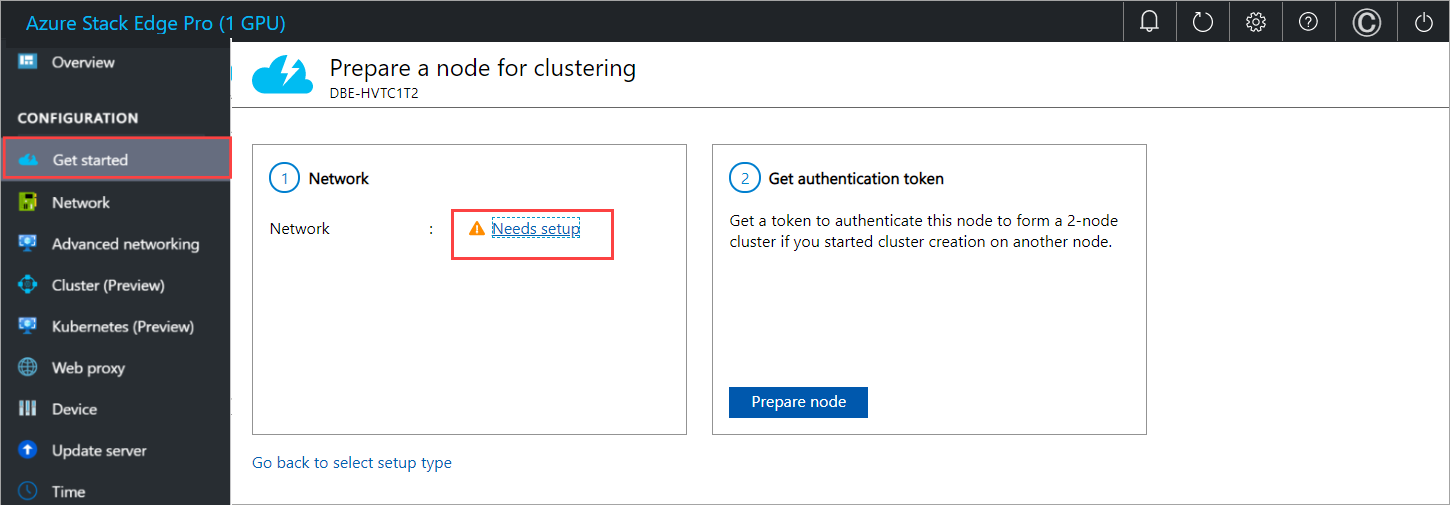 Azure Stack Edge Pro (1 GPU)
Overview
CONFIGURATION
Get started
Network
Advanced networking
Cluster (Preview)
Kubernetes (Preview)
Web proxy
Device
Update server
Time
Prepare a node for clustering
DBE-HVTC1T2
1 Network
Network : Needs setup
2 Get authentication token
Get a token to authenticate this node to form a 2-node
cluster if you started cluster creation on another node.
Prepare node
Go back to select setup type